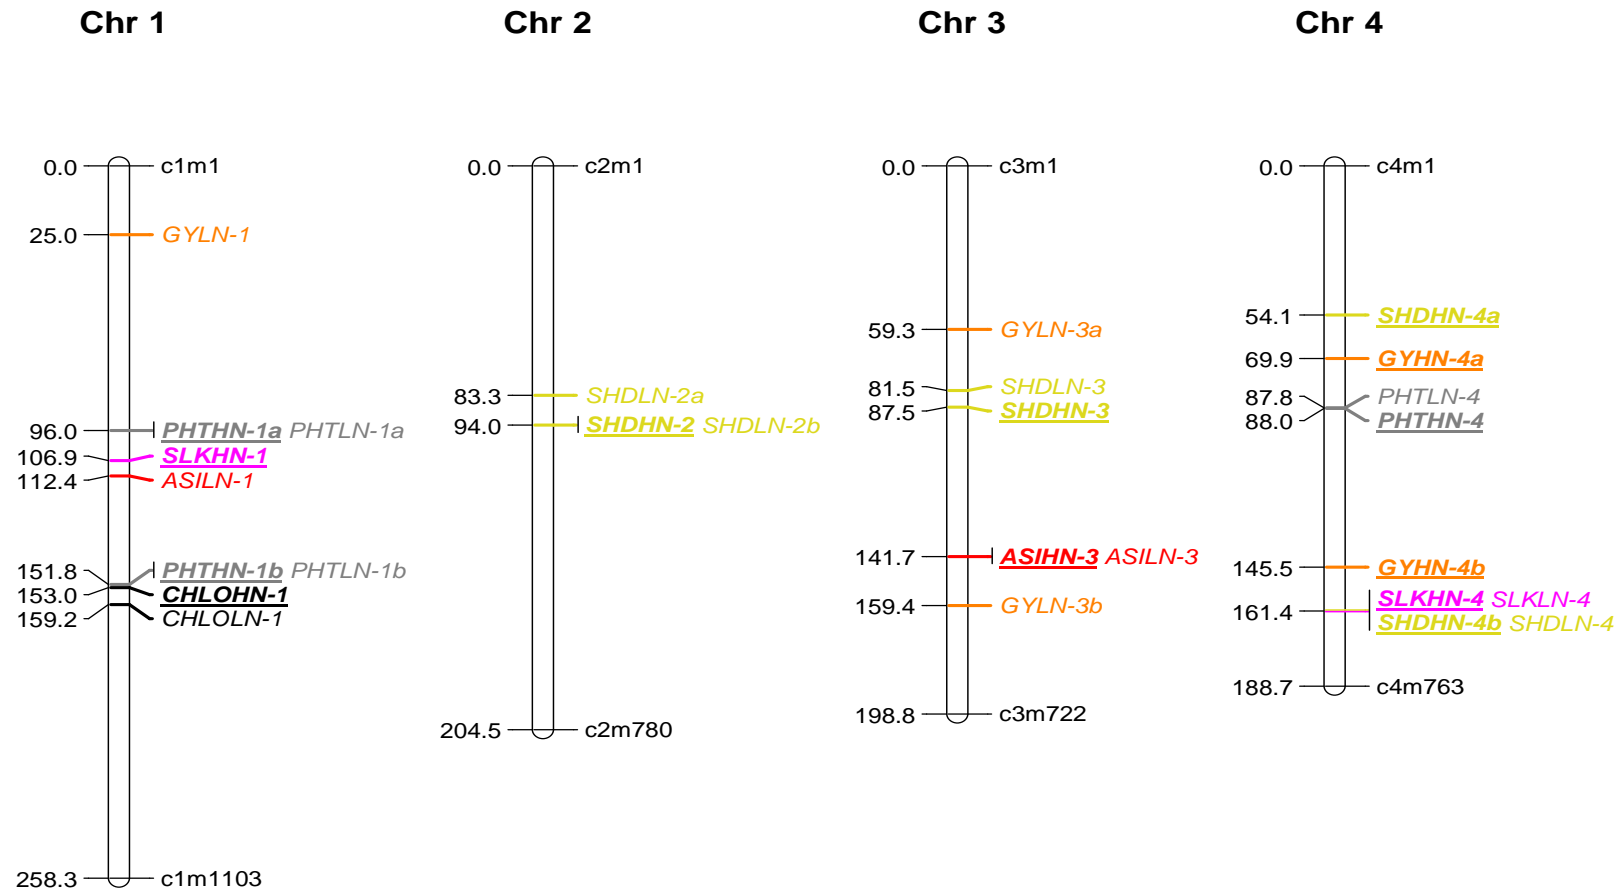 Chr 1
0.0 c1m1
25.0 GYLN-1
96.0 PHTHN-1a PHTLN-1a
106.9 SLKHN-1
112.4 ASILN-1
151.8 PHTHN-1b PHTLN-1b
153.0 CHLOHN-1
159.2 CHLOLN-1
258.3 c1m1103
Chr 2
0.0 c2m1
83.3 SHDLN-2a
94.0 SHDHN-2 SHDLN-2b
204.5 c2m780
Chr 3
0.0 c3m1
59.3 GYLN-3a
81.5 SHDLN-3
87.5 SHDHN-3
141.7 ASIHN-3 ASILN-3
159.4 GYLN-3b
198.8 c3m722
Chr 4
0.0 c4m1
54.1 SHDHN-4a
69.9 GYHN-4a
87.8 PHTLN-4
88.0 PHTHN-4
145.5 GYHN-4b
SLKHN-4 SLKLN-4
161.4
SHDHN-4b SHDLN-4
188.7 c4m763